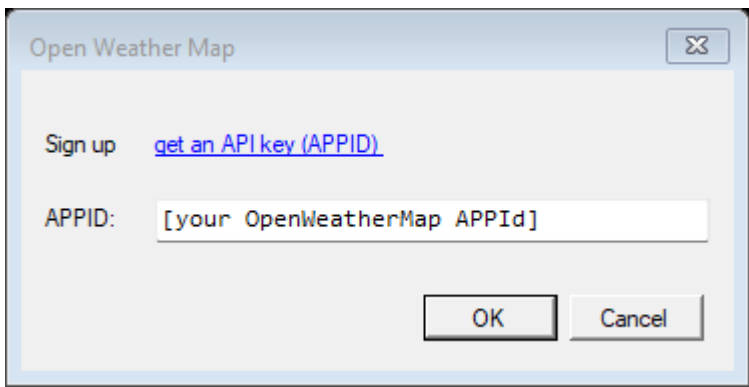 Open Weather Map
Sign up get an API key (APPID)
APPID: [your OpenWeatherMap APPId]
OK Cancel